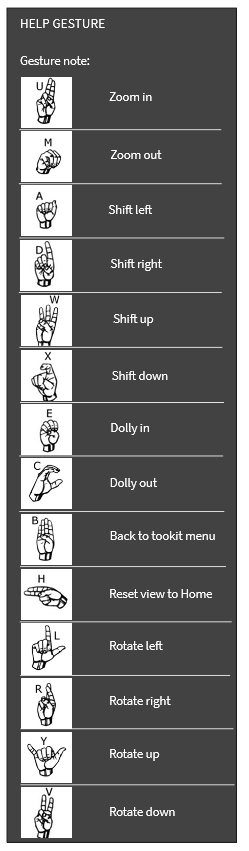 HELP GESTURE
Gesture note:
U
Zoom in
M
Zoom out
A
Shift left
D
Shift right
W
Shift up
X
Shift down
E
Dolly in
C
Dolly out
B
Back to tookit menu
H
Reset view to Home
L
Rotate left
R
Rotate right
Y
Rotate up
V
Rotate down